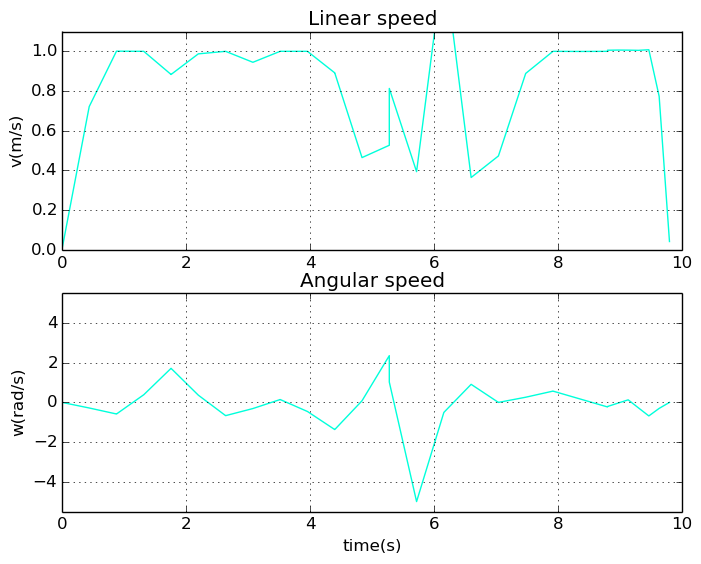 Linear speed
1.0
0.8
0.6
0.4
0.2
0.0
v(m/s)
0 2 4 6 8 10
Angular speed
4
2
0
−2
−4
w(rad/s)
0 2 4 6 8 10
time(s)